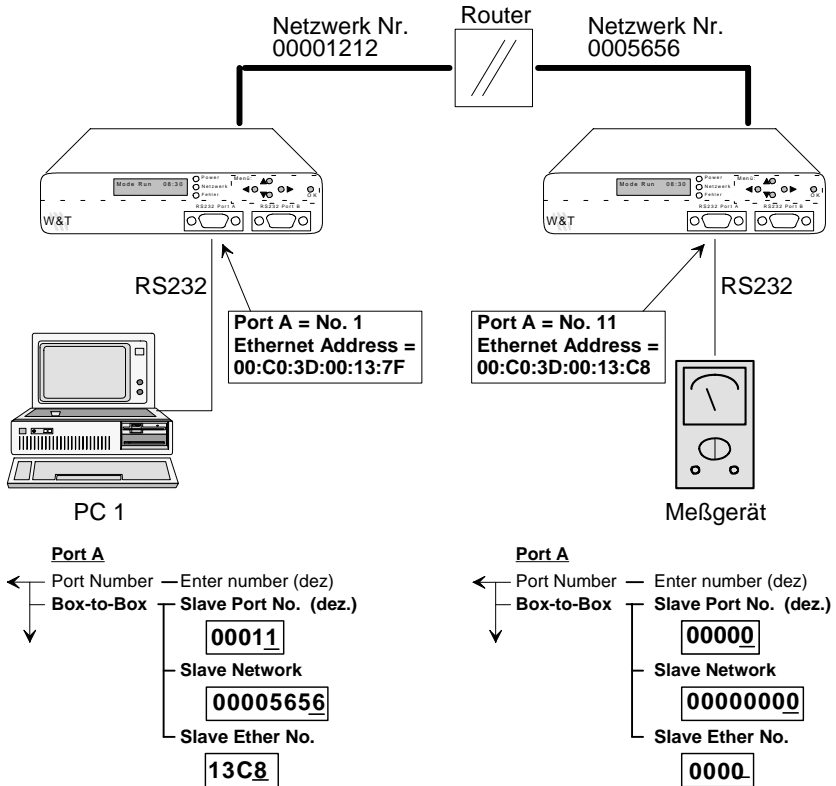 Netzwerk Nr.
00001212
Router
Netzwerk Nr.
0005656
Mode Run 08:30
Power
Netzwerk
Fehler
Menü:
OK
RS232 Port A
RS232 Port B
W&T
Mode Run 08:30
Power
Netzwerk
Fehler
Menü:
OK
RS232 Port A
RS232 Port B
W&T
RS232
Port A = No. 1
Ethernet Address =
00:C0:3D:00:13:7F
Port A = No. 11
Ethernet Address =
00:C0:3D:00:13:C8
RS232
PC 1
Meßgerät
Port A
Port Number
Enter number (dez)
Box-to-Box
Slave Port No. (dez.)
00011
Slave Network
00005656
Slave Ether No.
13C8
Port A
Port Number
Enter number (dez)
Box-to-Box
Slave Port No. (dez.)
00000
Slave Network
00000000
Slave Ether No.
0000